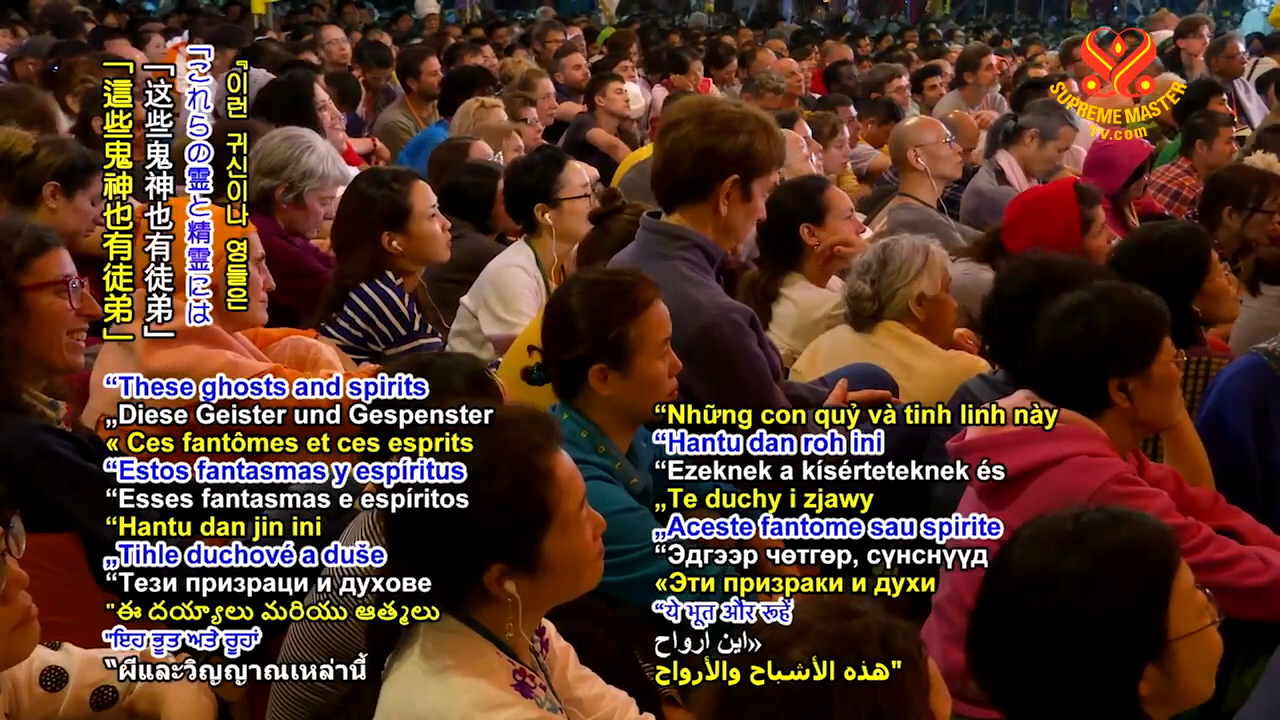 『이런 귀신이나 영들은
「これらの霊と精霊には
「这些鬼神也有徒弟」
「這些鬼神也有徒弟」
“These ghosts and spirits
„Diese Geister und Gespenster
« Ces fantômes et ces esprits
“Estos fantasmas y espíritus
“Esses fantasmas e espíritos
“Hantu dan jin ini
„Tihle duchové a duše
“Тези призраци и духове
"ఈ దయ్యాలు మరియు ఆత్మలు
"ਇਹ ਭੂਤ ਅਤੇ ਰੂਹਾਂ
“ผีและวิญญาณเหล่านี้
“Những con quỷ và tinh linh này
“Hantu dan roh ini
“Ezeknek a kísérteteknek és
„Te duchy i zjawy
„Aceste fantome sau spirite
“Эдгээр чөтгөр, сүнснүүд
«Эти призраки и духи
“ये भूत और रूहें
«این ارواح
"هذه الأشباح والأرواح
SUPREME MASTER
TV.com